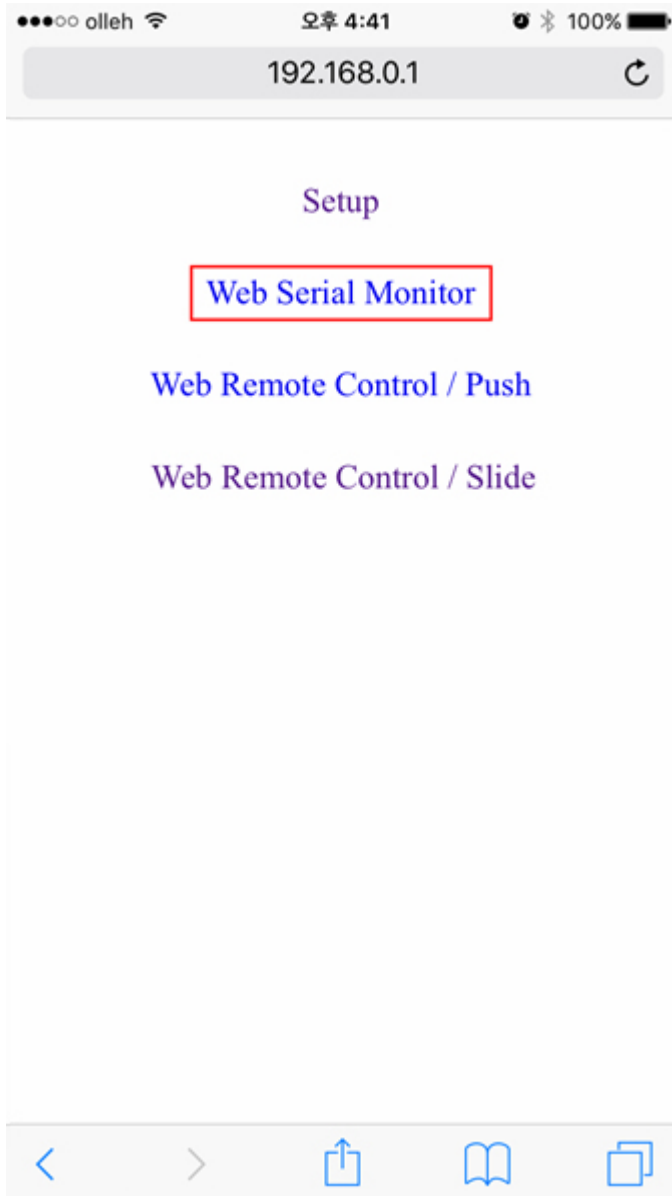 olleh 오후 4:41 100%
192.168.0.1
Setup
Web Serial Monitor
Web Remote Control / Push
Web Remote Control / Slide